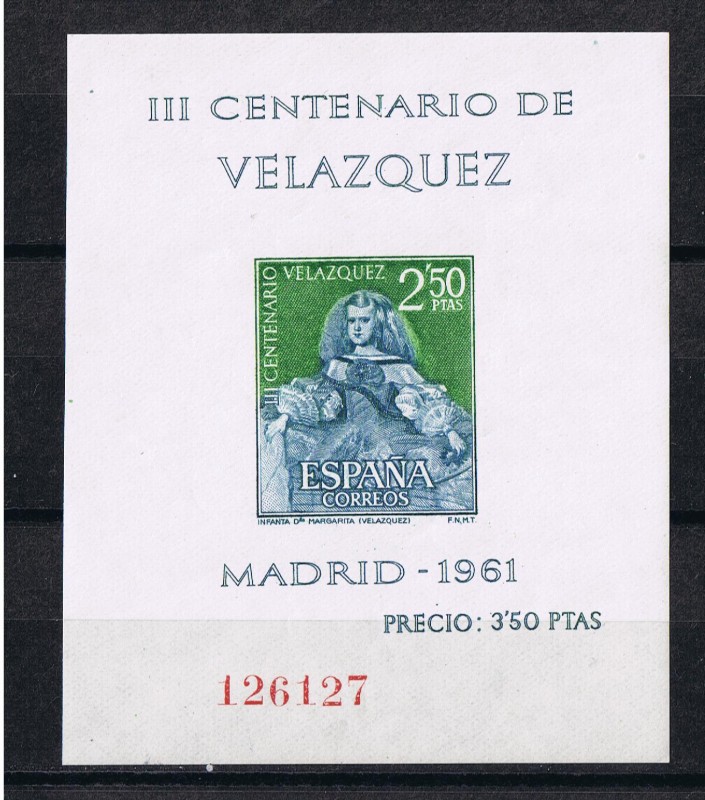 III CENTENARIO DE
VELAZQUEZ
III CENTENARIO VELAZQUEZ
2'50
PTAS
ESPAÑA
CORREOS
INFANTA Dña MARGARITA (VELAZQUEZ) F.N.M.T.
MADRID - 1961
PRECIO: 3'50 PTAS
126127